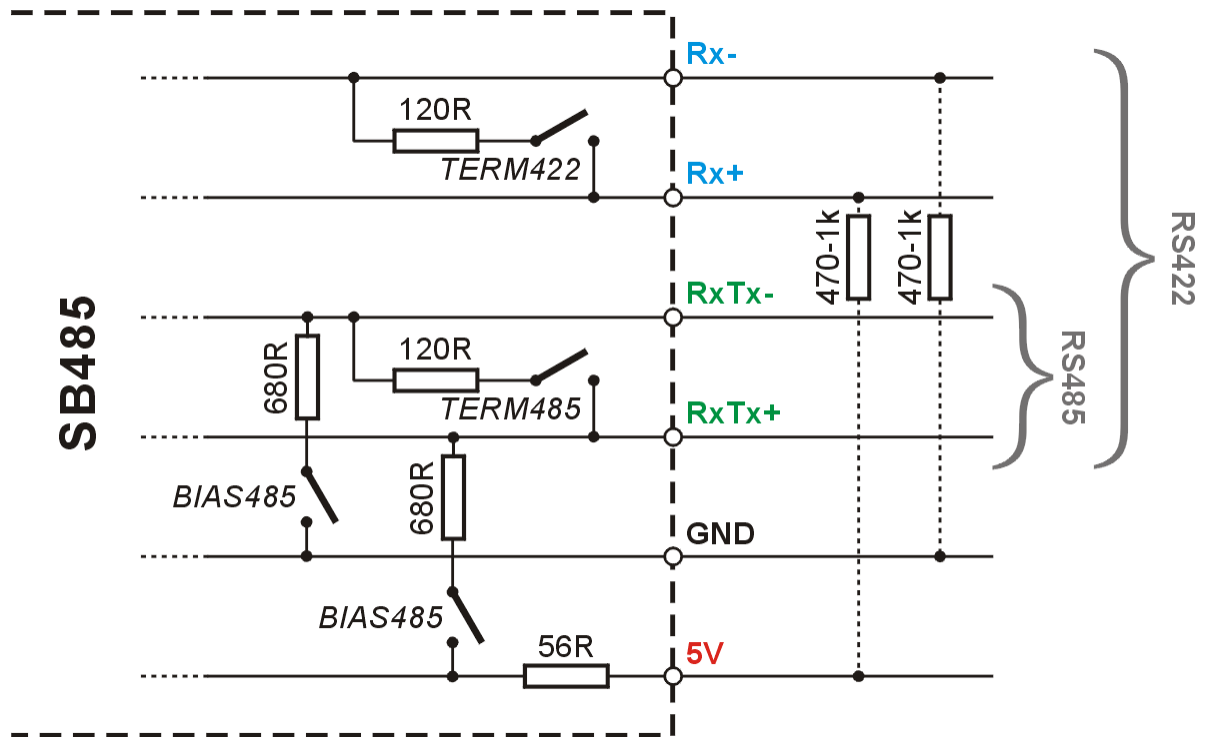 Rx-
120R
TERM422
Rx+
470-1k
470-1k
RS422
RxTx-
SB485
680R
120R
TERM485
RS485
RxTx+
680R
BIAS485
GND
BIAS485
56R
5V